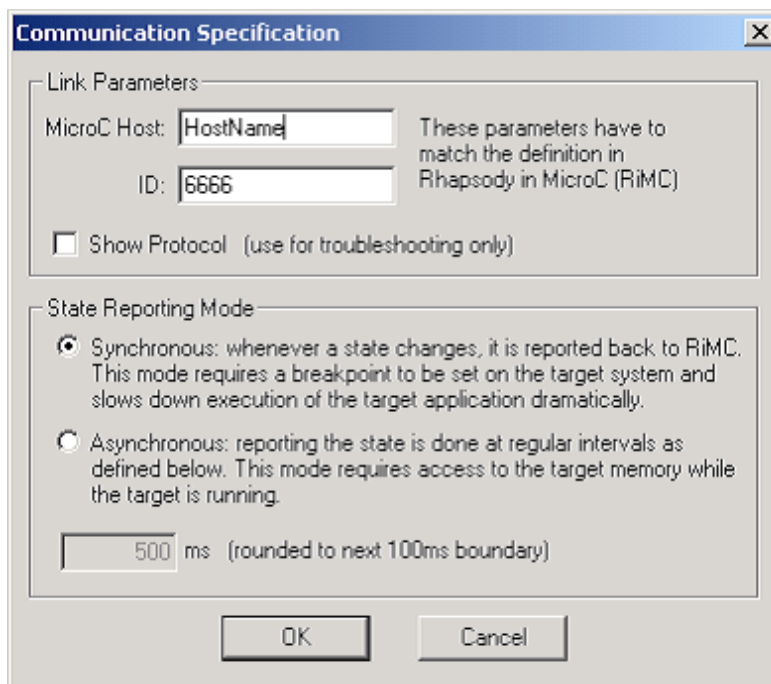 Communication Specification
Link Parameters
MicroC Host: HostName
These parameters have to
match the definition in
Rhapsody in MicroC (RiMC)
ID: 6666
Show Protocol (use for troubleshooting only)
State Reporting Mode
Synchronous: whenever a state changes, it is reported back to RiMC.
This mode requires a breakpoint to be set on the target system and
slows down execution of the target application dramatically.
Asynchronous: reporting the state is done at regular intervals as
defined below. This mode requires access to the target memory while
the target is running.
500 ms (rounded to next 100ms boundary)
OK
Cancel